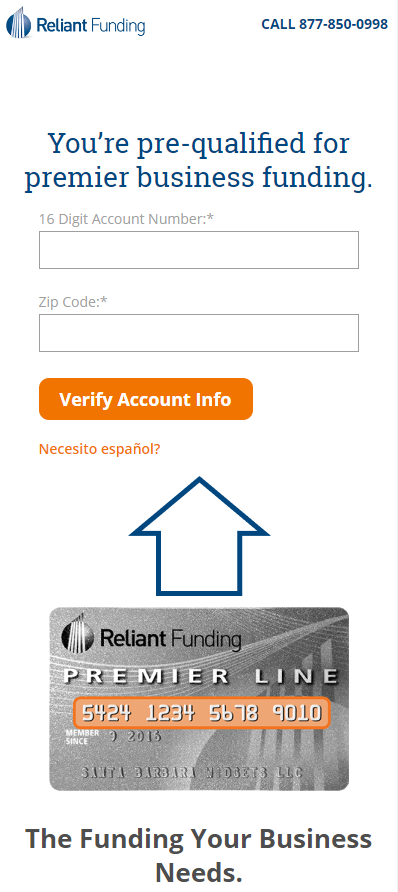 Reliant Funding
CALL 877-850-0998
You’re pre-qualified for
premier business funding.
16 Digit Account Number:*
Zip Code:*
Verify Account Info
Necesito español?
Reliant Funding
PREMIER LINE
5424 1234 5678 9010
MEMBER
SINCE
9 2016
SANTA BARBARA WIDGETS LLC
The Funding Your Business
Needs.